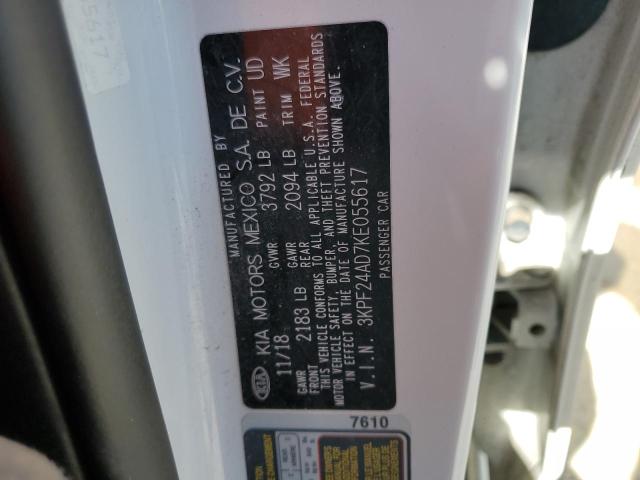 MANUFACTURED BY
KIA KIA MOTORS MEXICO S.A. DE C.V.
11/18 GVWR 3792 LB PAINT UD
GAWR FRONT 2183 LB GAWR REAR 2094 LB TRIM WK
THIS VEHICLE CONFORMS TO ALL APPLICABLE U.S.A. FEDERAL
MOTOR VEHICLE SAFETY, BUMPER, AND THEFT PREVENTION STANDARDS
IN EFFECT ON THE DATE OF MANUFACTURE SHOWN ABOVE.
V.I.N. 3KPF24AD7KE055617
PASSENGER CAR
7610